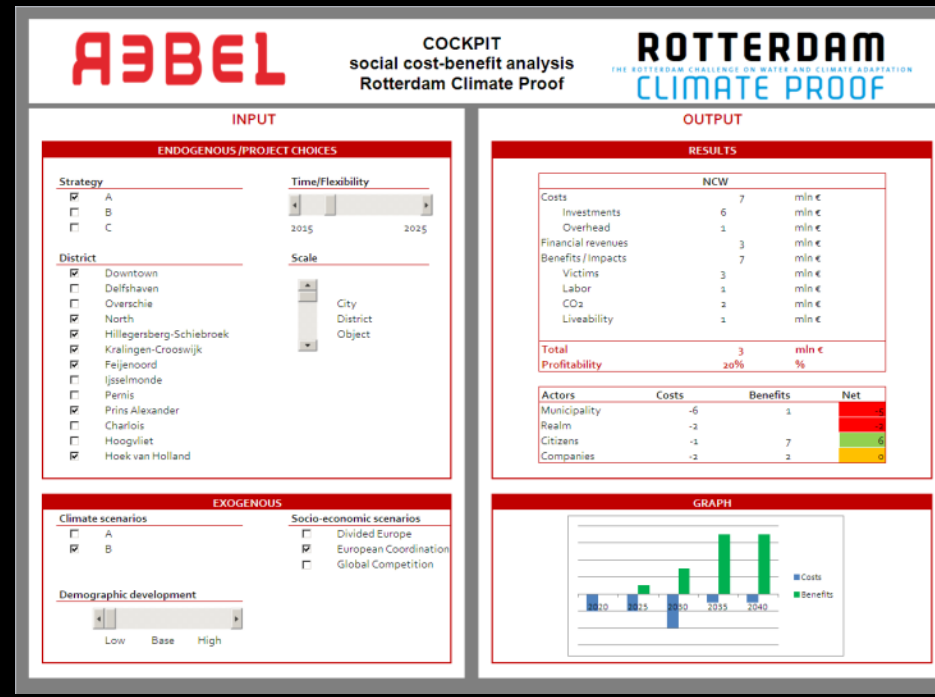 REBEL
COCKPIT
social cost-benefit analysis
Rotterdam Climate Proof
ROTTERDAM
THE ROTTERDAM CHALLENGE ON WATER AND CLIMATE ADAPTATION
CLIMATE PROOF
INPUT
ENDOGENOUS /PROJECT CHOICES
Strategy
A
B
C
Time/Flexibility
2015 2025
District
Downtown
Delfshaven
Overschie
North
Hillegersberg-Schiebroek
Kralingen-Crooswijk
Feijenoord
Ijsselmonde
Pernis
Prins Alexander
Charlois
Hoogvliet
Hoek van Holland
Scale
City
District
Object
EXOGENOUS
Climate scenarios
A
B
Socio-economic scenarios
Divided Europe
European Coordination
Global Competition
Demographic development
Low Base High
OUTPUT
RESULTS
NCW
Costs 7 mln €
Investments 6 mln €
Overhead 1 mln €
Financial revenues 3 mln €
Benefits / Impacts 7 mln €
Victims 3 mln €
Labor 1 mln €
CO2 2 mln €
Liveability 1 mln €
Total 3 mln €
Profitability 20% %
Actors Costs Benefits Net
Municipality -6 1 -5
Realm -2 -2
Citizens -1 7 6
Companies -2 2 0
GRAPH
2020 2025 2030 2035 2040
Costs
Benefits